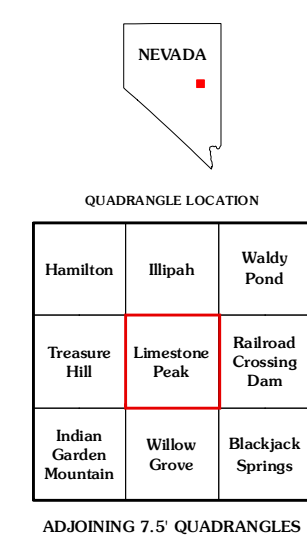 NEVADA
QUADRANGLE LOCATION
Hamilton
Illipah
Waldy
Pond
Treasure
Hill
Limestone
Peak
Railroad
Crossing
Dam
Indian
Garden
Mountain
Willow
Grove
Blackjack
Springs
ADJOINING 7.5' QUADRANGLES